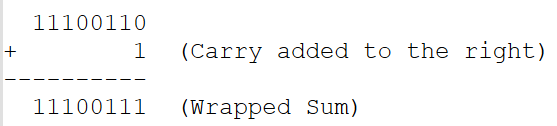 11100110
+        1  (Carry added to the right)
----------
  11100111  (Wrapped Sum)